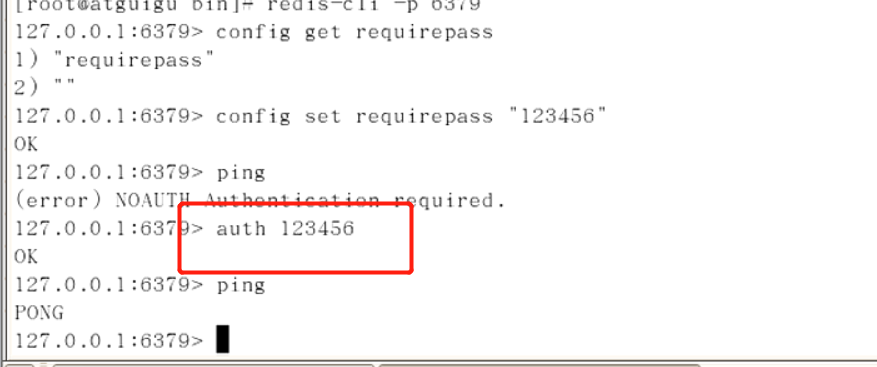 [root@atguigu bin]# redis-cli -p 6379
127.0.0.1:6379> config get requirepass
1) "requirepass"
2) ""
127.0.0.1:6379> config set requirepass "123456"
OK
127.0.0.1:6379> ping
(error) NOAUTH Authentication required.
127.0.0.1:6379> auth 123456
OK
127.0.0.1:6379> ping
PONG
127.0.0.1:6379>